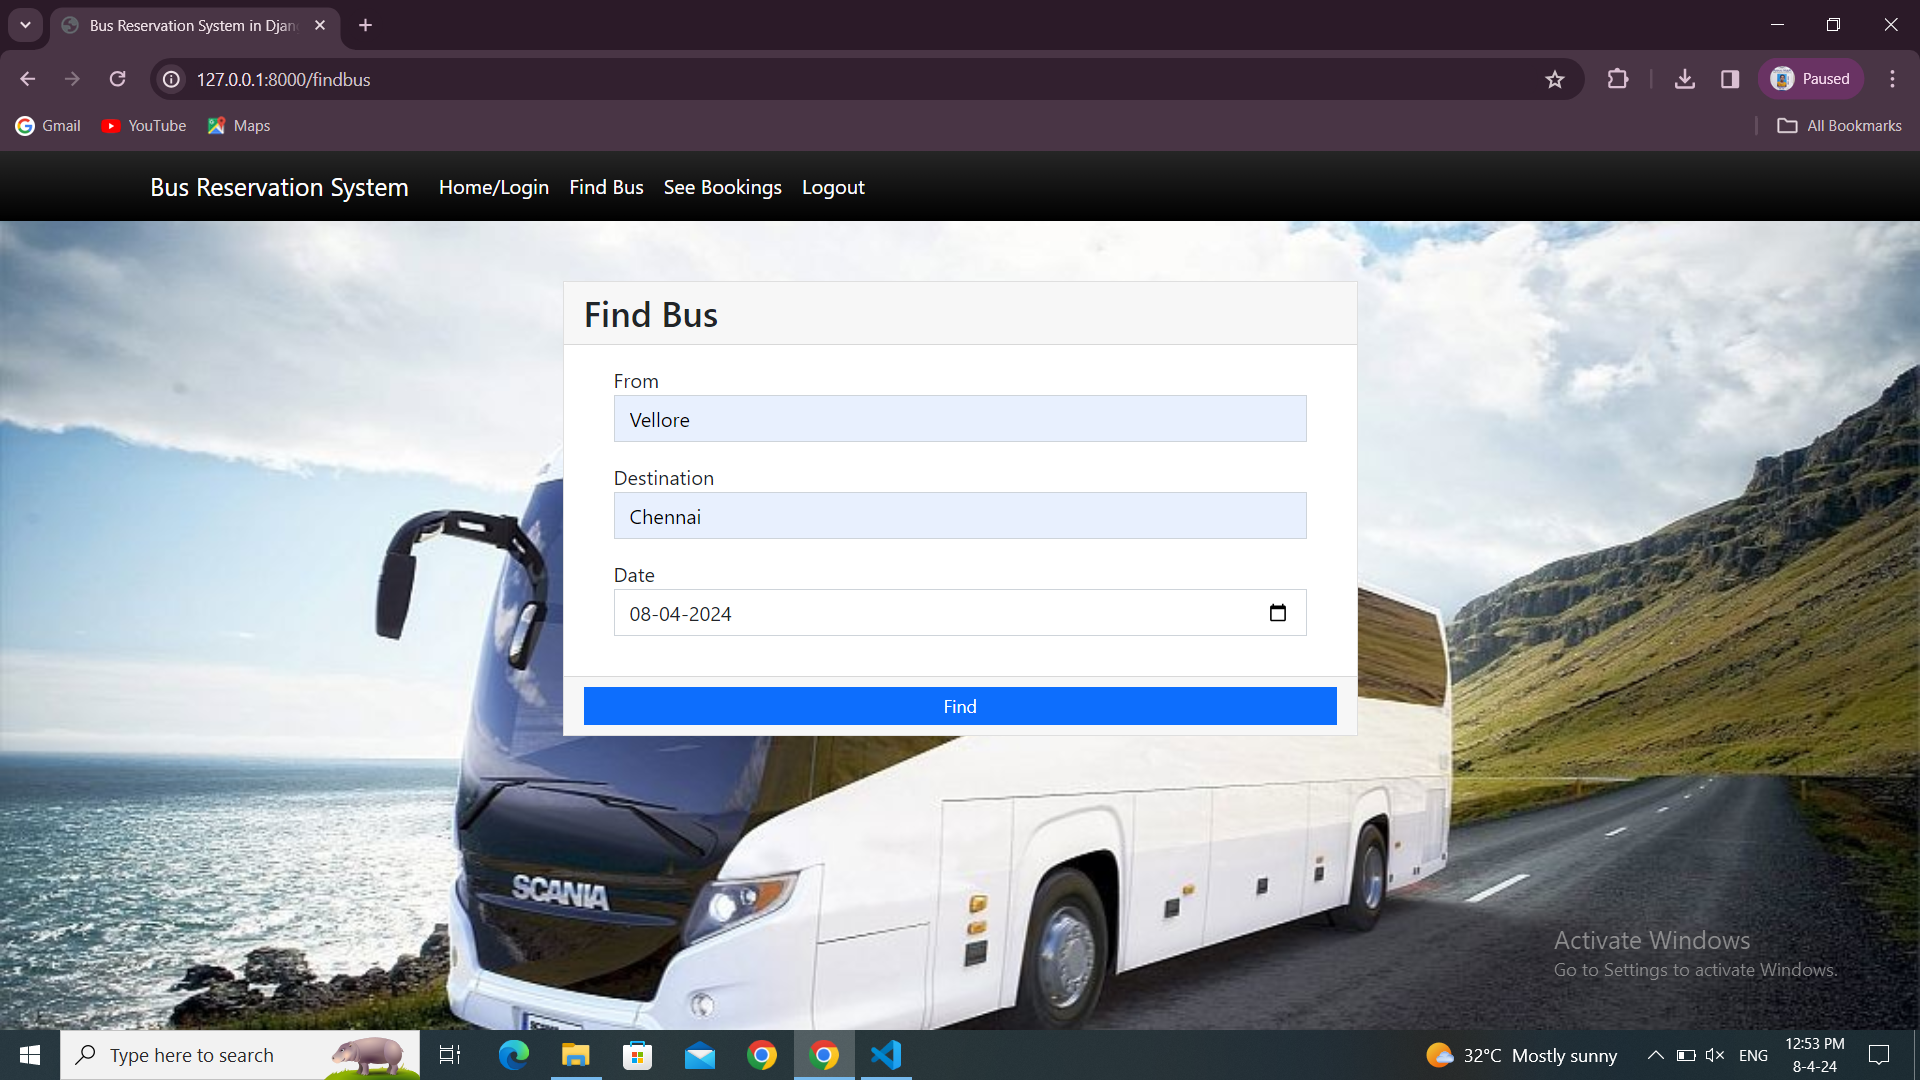 Bus Reservation System in Djan
127.0.0.1:8000/findbus
Paused
Gmail
YouTube
Maps
All Bookmarks
Bus Reservation System
Home/Login
Find Bus
See Bookings
Logout
Find Bus
From
Vellore
Destination
Chennai
Date
08-04-2024
Find
SCANIA
Activate Windows
Go to Settings to activate Windows.
Type here to search
32°C Mostly sunny
ENG
12:53 PM
8-4-24